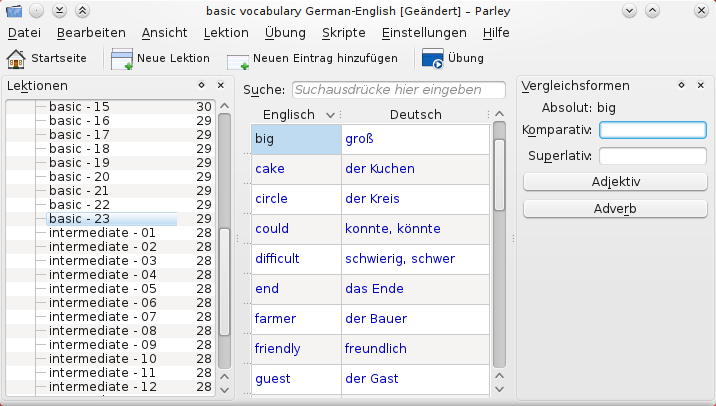 basic vocabulary German-English [Geändert] – Parley
Datei Bearbeiten Ansicht Lektion Übung Skripte Einstellungen Hilfe
Startseite Neue Lektion Neuen Eintrag hinzufügen Übung
Lektionen
basic - 15 30
basic - 16 29
basic - 17 29
basic - 18 29
basic - 19 29
basic - 20 29
basic - 21 29
basic - 22 29
basic - 23 29
intermediate - 01 28
intermediate - 02 28
intermediate - 03 28
intermediate - 04 28
intermediate - 05 28
intermediate - 06 28
intermediate - 07 28
intermediate - 08 28
intermediate - 09 28
intermediate - 10 28
intermediate - 11 28
intermediate - 12 28
Suche: Suchausdrücke hier eingeben
Englisch Deutsch
big groß
cake der Kuchen
circle der Kreis
could konnte, könnte
difficult schwierig, schwer
end das Ende
farmer der Bauer
friendly freundlich
guest der Gast
Vergleichsformen
Absolut: big
Komparativ:
Superlativ:
Adjektiv
Adverb